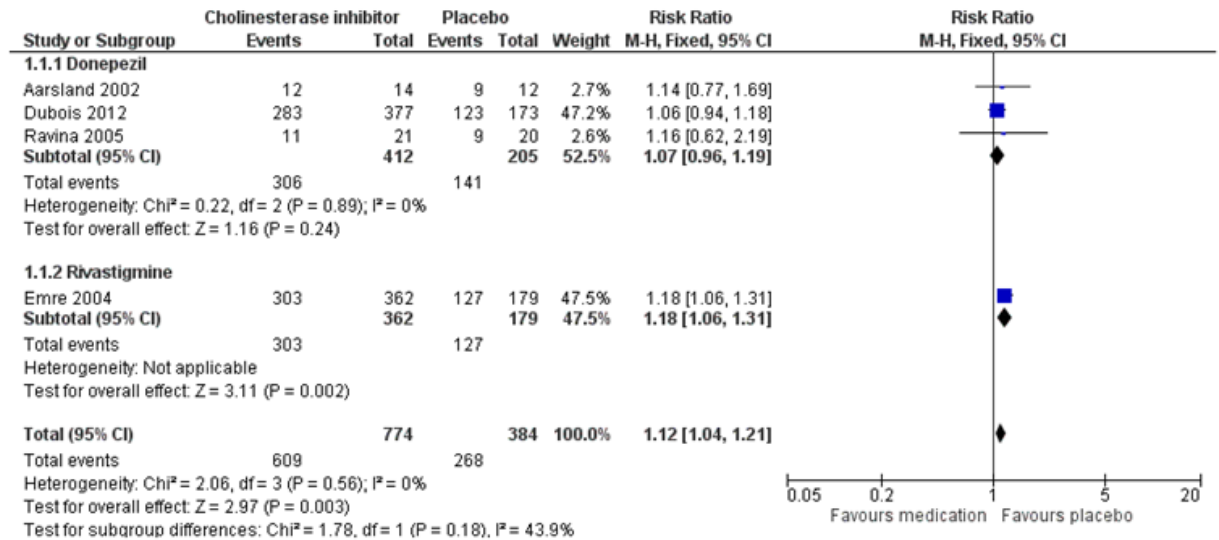 Cholinesterase inhibitor Placebo Risk Ratio Risk Ratio
Study or Subgroup Events Total Events Total Weight M-H, Fixed, 95% CI M-H, Fixed, 95% CI
1.1.1 Donepezil
Aarsland 2002 12 14 9 12 2.7% 1.14 [0.77, 1.69]
Dubois 2012 283 377 123 173 47.2% 1.06 [0.94, 1.18]
Ravina 2005 11 21 9 20 2.6% 1.16 [0.62, 2.19]
Subtotal (95% CI) 412 205 52.5% 1.07 [0.96, 1.19]
Total events 306 141
Heterogeneity: Chi² = 0.22, df = 2 (P = 0.89); I² = 0%
Test for overall effect: Z = 1.16 (P = 0.24)
1.1.2 Rivastigmine
Emre 2004 303 362 127 179 47.5% 1.18 [1.06, 1.31]
Subtotal (95% CI) 362 179 47.5% 1.18 [1.06, 1.31]
Total events 303 127
Heterogeneity: Not applicable
Test for overall effect: Z = 3.11 (P = 0.002)
Total (95% CI) 774 384 100.0% 1.12 [1.04, 1.21]
Total events 609 268
Heterogeneity: Chi² = 2.06, df = 3 (P = 0.56); I² = 0%
Test for overall effect: Z = 2.97 (P = 0.003)
Test for subgroup differences: Chi² = 1.78, df = 1 (P = 0.18), I² = 43.9%
0.05 0.2 1 5 20
Favours medication Favours placebo